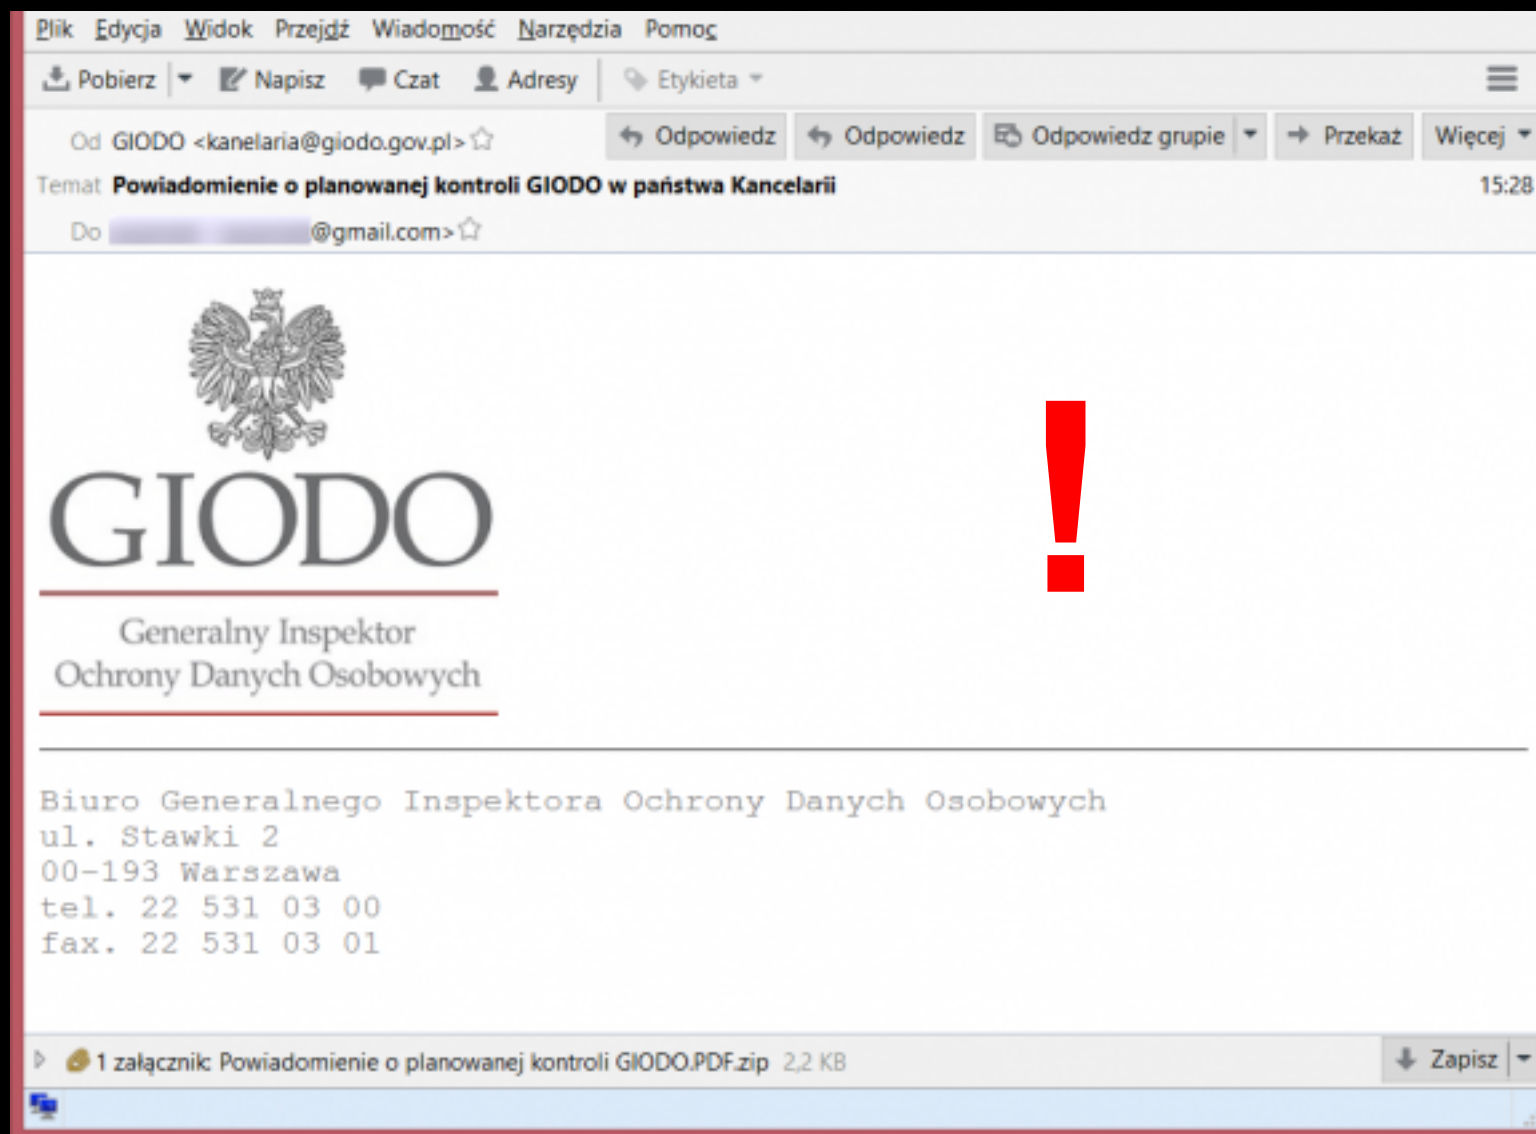 Plik Edycja Widok Przejdź Wiadomość Narzędzia Pomoc
Pobierz Napisz Czat Adresy Etykieta
Od GIODO <kanelaria@giodo.gov.pl> Odpowiedz Odpowiedz Odpowiedz grupie Przekaż Więcej
Temat Powiadomienie o planowanej kontroli GIODO w państwa Kancelarii 15:28
Do @gmail.com>
!
GIODO
Generalny Inspektor
Ochrony Danych Osobowych
Biuro Generalnego Inspektora Ochrony Danych Osobowych
ul. Stawki 2
00-193 Warszawa
tel. 22 531 03 00
fax. 22 531 03 01
1 załącznik: Powiadomienie o planowanej kontroli GIODO.PDF.zip 2,2 KB Zapisz